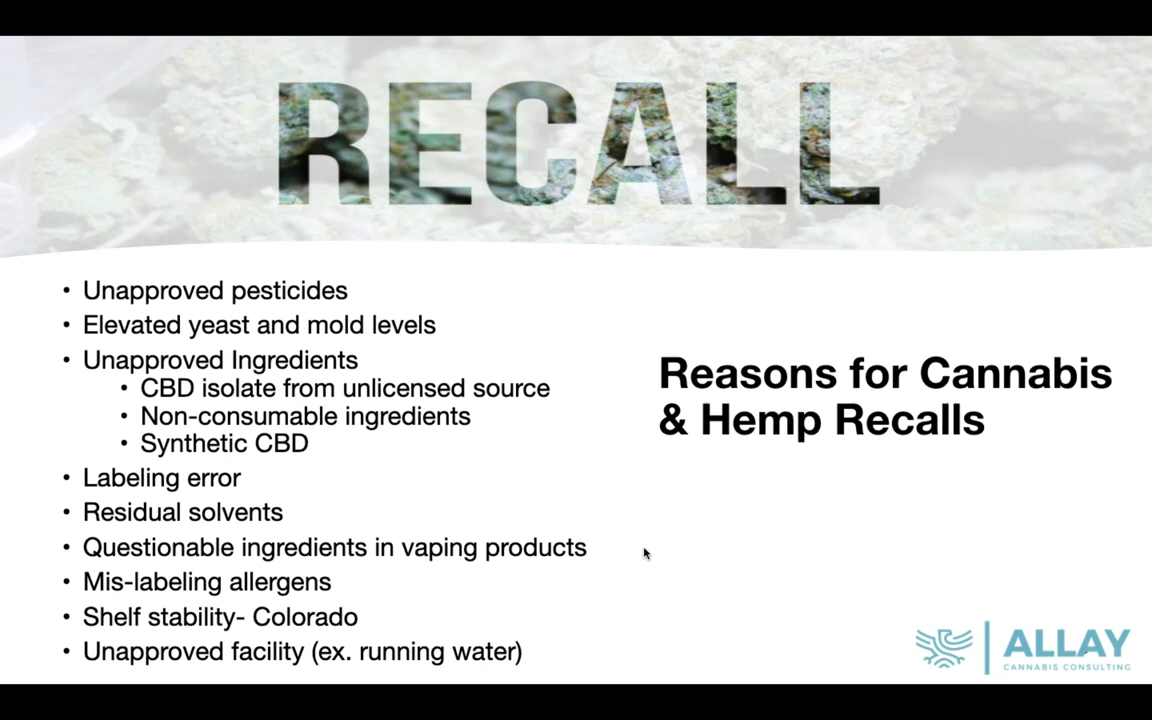 RECALL
• Unapproved pesticides
• Elevated yeast and mold levels
• Unapproved Ingredients
• CBD isolate from unlicensed source
• Non-consumable ingredients
• Synthetic CBD
• Labeling error
• Residual solvents
• Questionable ingredients in vaping products
• Mis-labeling allergens
• Shelf stability- Colorado
• Unapproved facility (ex. running water)
Reasons for Cannabis
& Hemp Recalls
ALLAY
CANNABIS CONSULTING